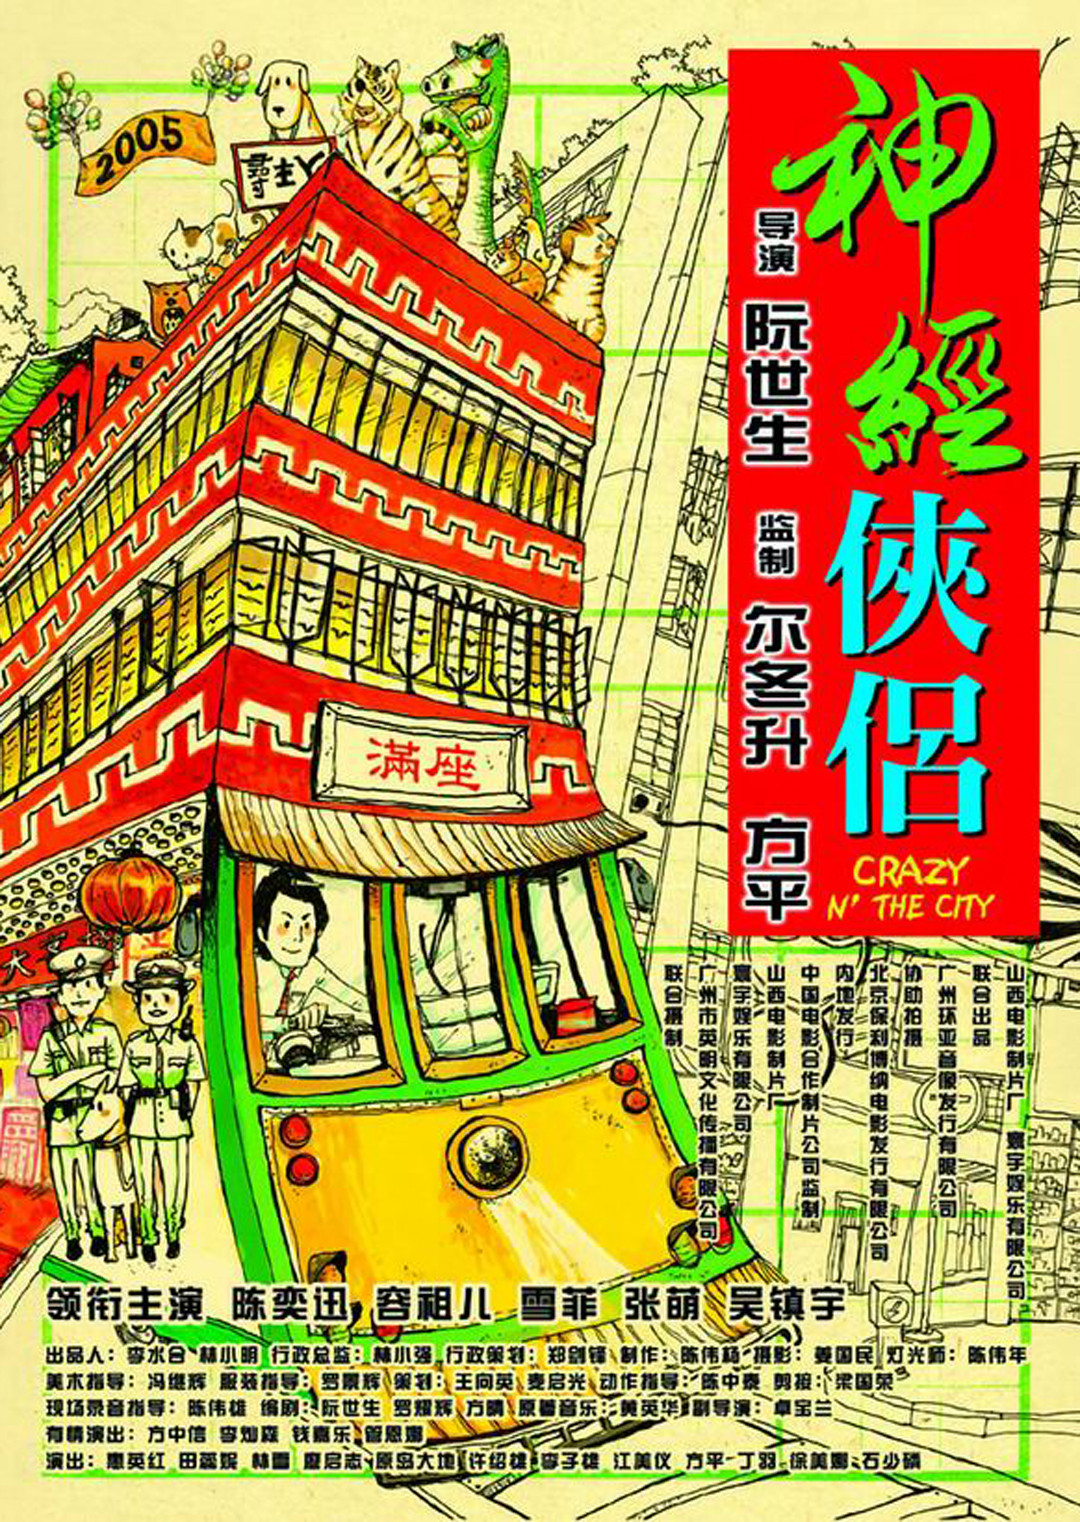 2005
尋主人
滿座
大
神經俠侶
CRAZY
N' THE CITY
导演 阮世生 监制 尔冬升 方平
山西电影制片厂 寰宇娱乐有限公司
联合出品
广州环亚音像发行有限公司
协助拍摄
北京保利博纳电影发行有限公司
内地发行
中国电影合作制片公司监制
山西电影制片厂
寰宇娱乐有限公司
广州市英明文化传播有限公司
联合摄制
领衔主演 陈奕迅 容祖儿 雪菲 张萌 吴镇宇
出品人：李水合 林小明 行政总监：林小强 行政策划：郑剑锋 制作：陈伟杨 摄影：姜国民 灯光师：陈伟年
美术指导：冯继辉 服装指导：罗景辉 策划：王向英 麦启光 动作指导：陈中泰 剪接：梁国荣
现场录音指导：陈伟雄 编剧：阮世生 罗耀辉 方晴 原著音乐：黄英华 副导演：卓宝兰
有情演出：方中信 李灿森 钱嘉乐 管恩娜
演出：惠英红 田蕊妮 林雪 廖启志 原岛大地 许绍雄 李子雄 江美仪 方平 丁羽 徐美娜 石少磷